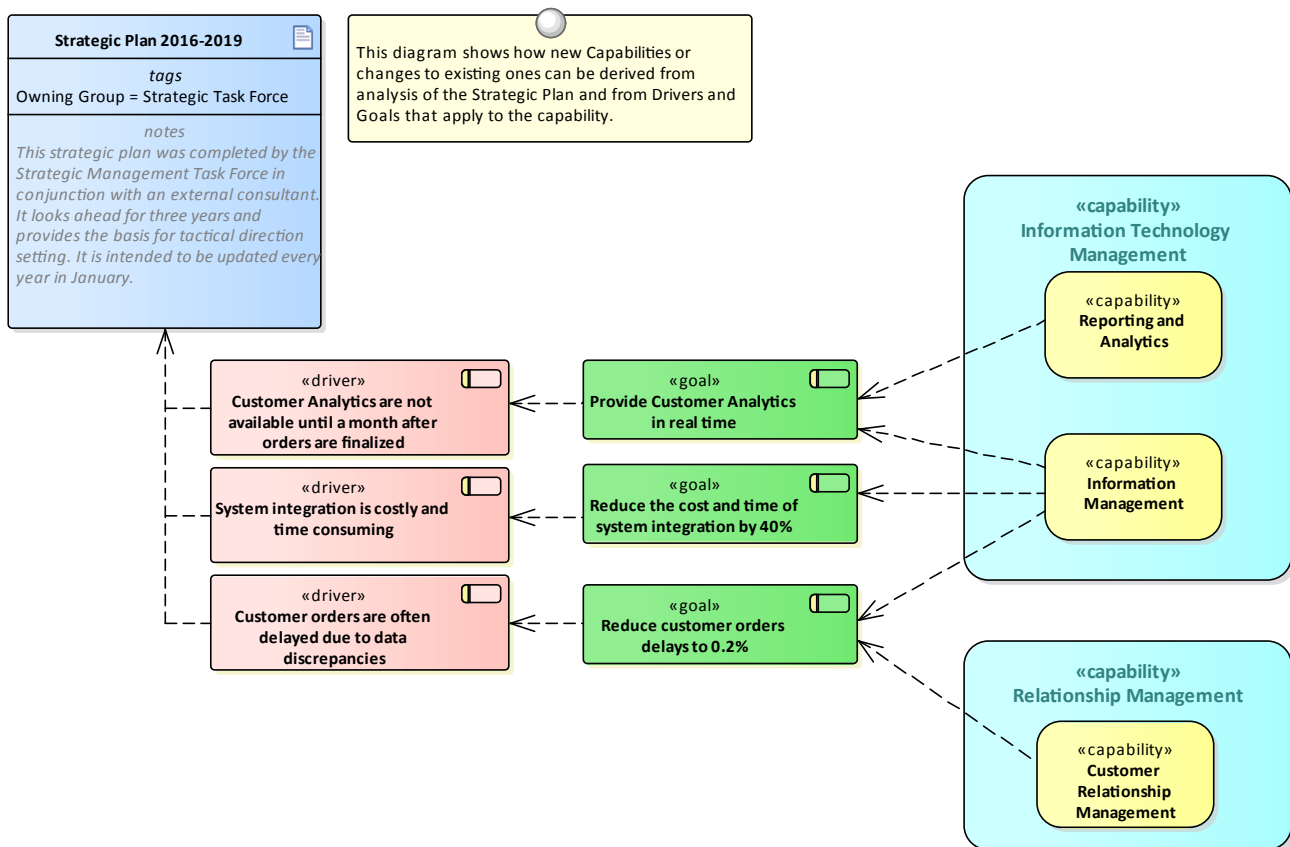 Strategic Plan 2016-2019
tags
Owning Group = Strategic Task Force
notes
This strategic plan was completed by the
Strategic Management Task Force in
conjunction with an external consultant.
It looks ahead for three years and
provides the basis for tactical direction
setting. It is intended to be updated every
year in January.
This diagram shows how new Capabilities or
changes to existing ones can be derived from
analysis of the Strategic Plan and from Drivers and
Goals that apply to the capability.
«driver»
Customer Analytics are not
available until a month after
orders are finalized
«goal»
Provide Customer Analytics
in real time
«driver»
System integration is costly and
time consuming
«goal»
Reduce the cost and time of
system integration by 40%
«driver»
Customer orders are often
delayed due to data
discrepancies
«goal»
Reduce customer orders
delays to 0.2%
«capability»
Information Technology
Management
«capability»
Reporting and
Analytics
«capability»
Information
Management
«capability»
Relationship Management
«capability»
Customer
Relationship
Management